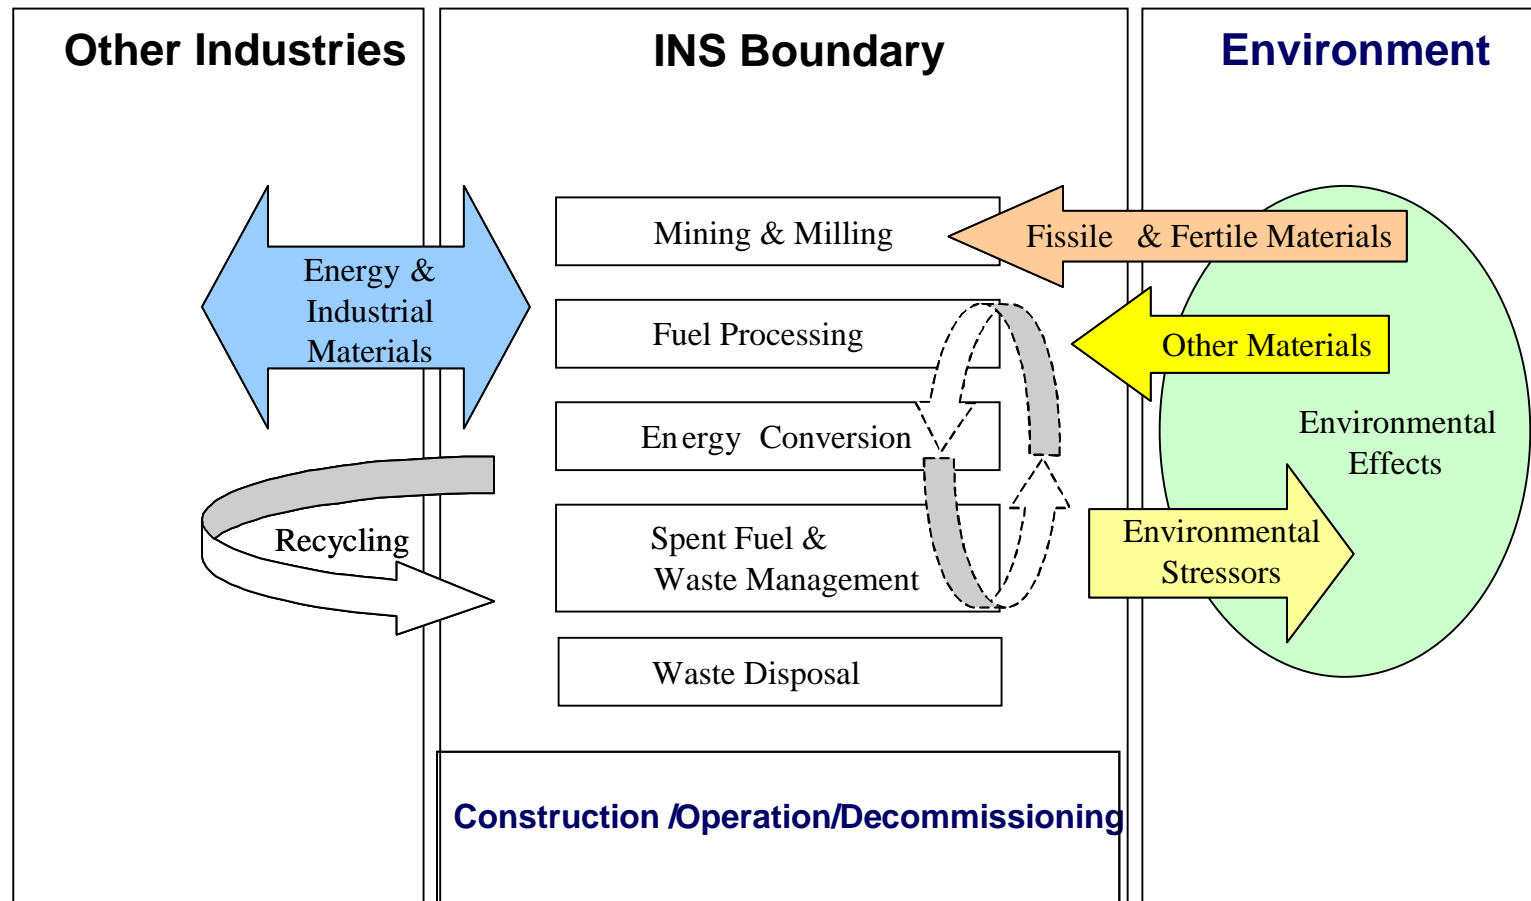 Other Industries
INS Boundary
Environment
Energy &
Industrial
Materials
Recycling
Mining & Milling
Fuel Processing
Energy Conversion
Spent Fuel &
Waste Management
Waste Disposal
Construction /Operation/Decommissioning
Fissile & Fertile Materials
Other Materials
Environmental
Effects
Environmental
Stressors